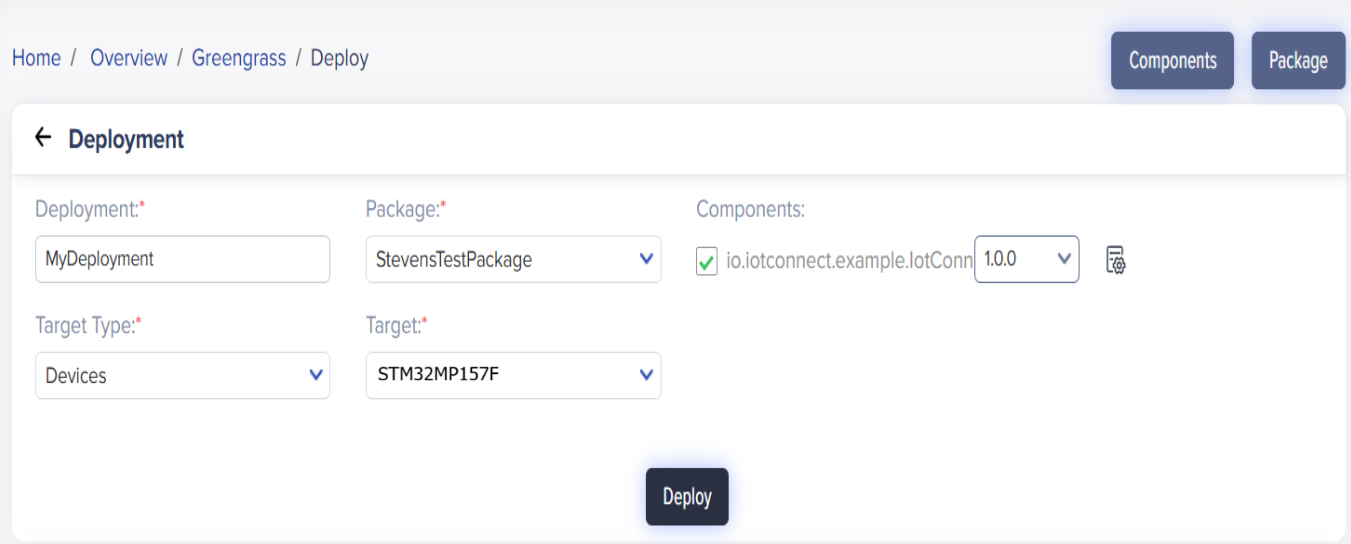 Home / Overview / Greengrass / Deploy
Components
Package
Deployment
Deployment:* Package:* Components:
MyDeployment StevensTestPackage io.iotconnect.example.IotConn 1.0.0
Target Type:* Target:*
Devices STM32MP157F
Deploy